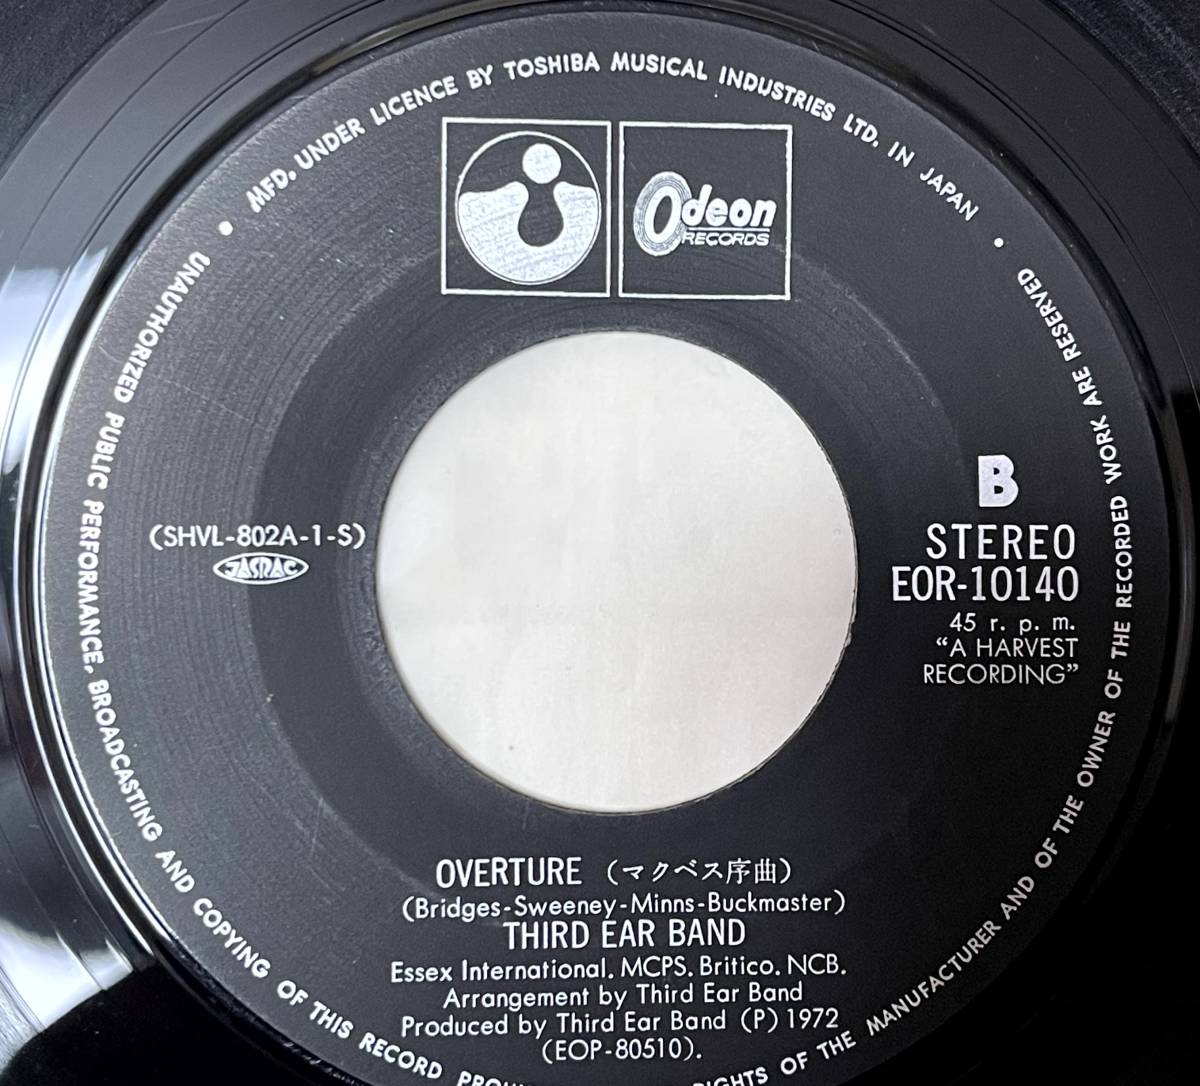 MFD. UNDER LICENCE BY TOSHIBA MUSICAL INDUSTRIES LTD. IN JAPAN
Odeon
RECORDS
B
STEREO
EOR-10140
45 r. p. m.
“A HARVEST
RECORDING”
(SHVL-802A-1-S)
JASRAC
OVERTURE (マクベス序曲)
(Bridges-Sweeney-Minns-Buckmaster)
THIRD EAR BAND
Essex International. MCPS. Britico. NCB.
Arrangement by Third Ear Band
Produced by Third Ear Band (P) 1972
(EOP-80510).
UNAUTHORIZED PUBLIC PERFORMANCE, BROADCASTING AND COPYING OF THIS RECORD OF THE MANUFACTURER AND OF THE OWNER OF THE RECORDED WORK ARE RESERVED